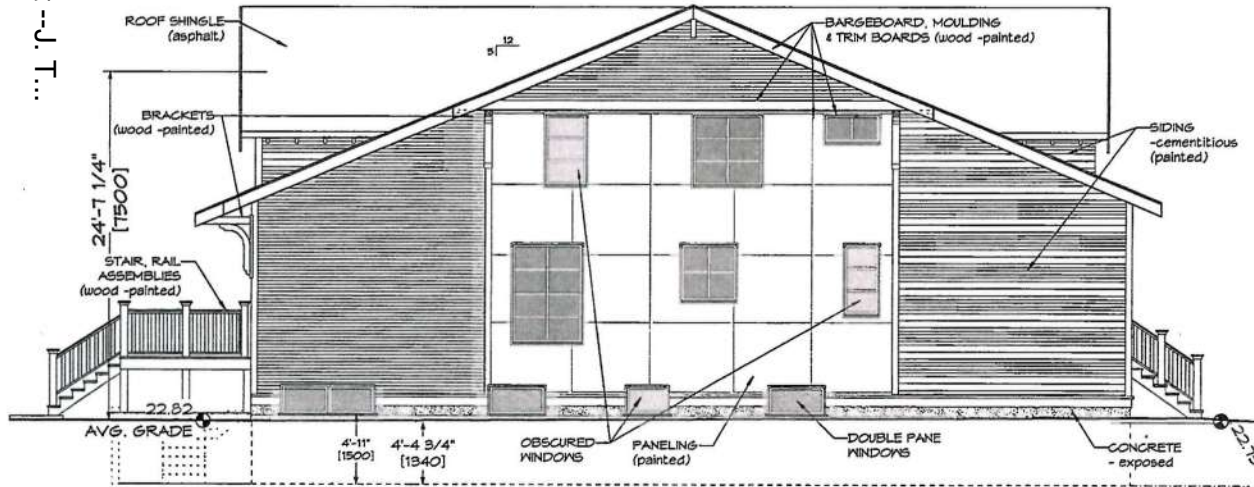 --J. T...
ROOF SHINGLE
(asphalt)
12
5
BARGEBOARD, MOULDING
& TRIM BOARDS (wood -painted)
BRACKETS
(wood -painted)
24'-7 1/4"
[7500]
SIDING
-cementitious
(painted)
STAIR, RAIL
ASSEMBLIES
(wood -painted)
22.82
AVG. GRADE
4'-11"
[1500]
4'-4 3/4"
[1340]
OBSCURED
WINDOWS
PANELING
(painted)
DOUBLE PANE
WINDOWS
CONCRETE
- exposed